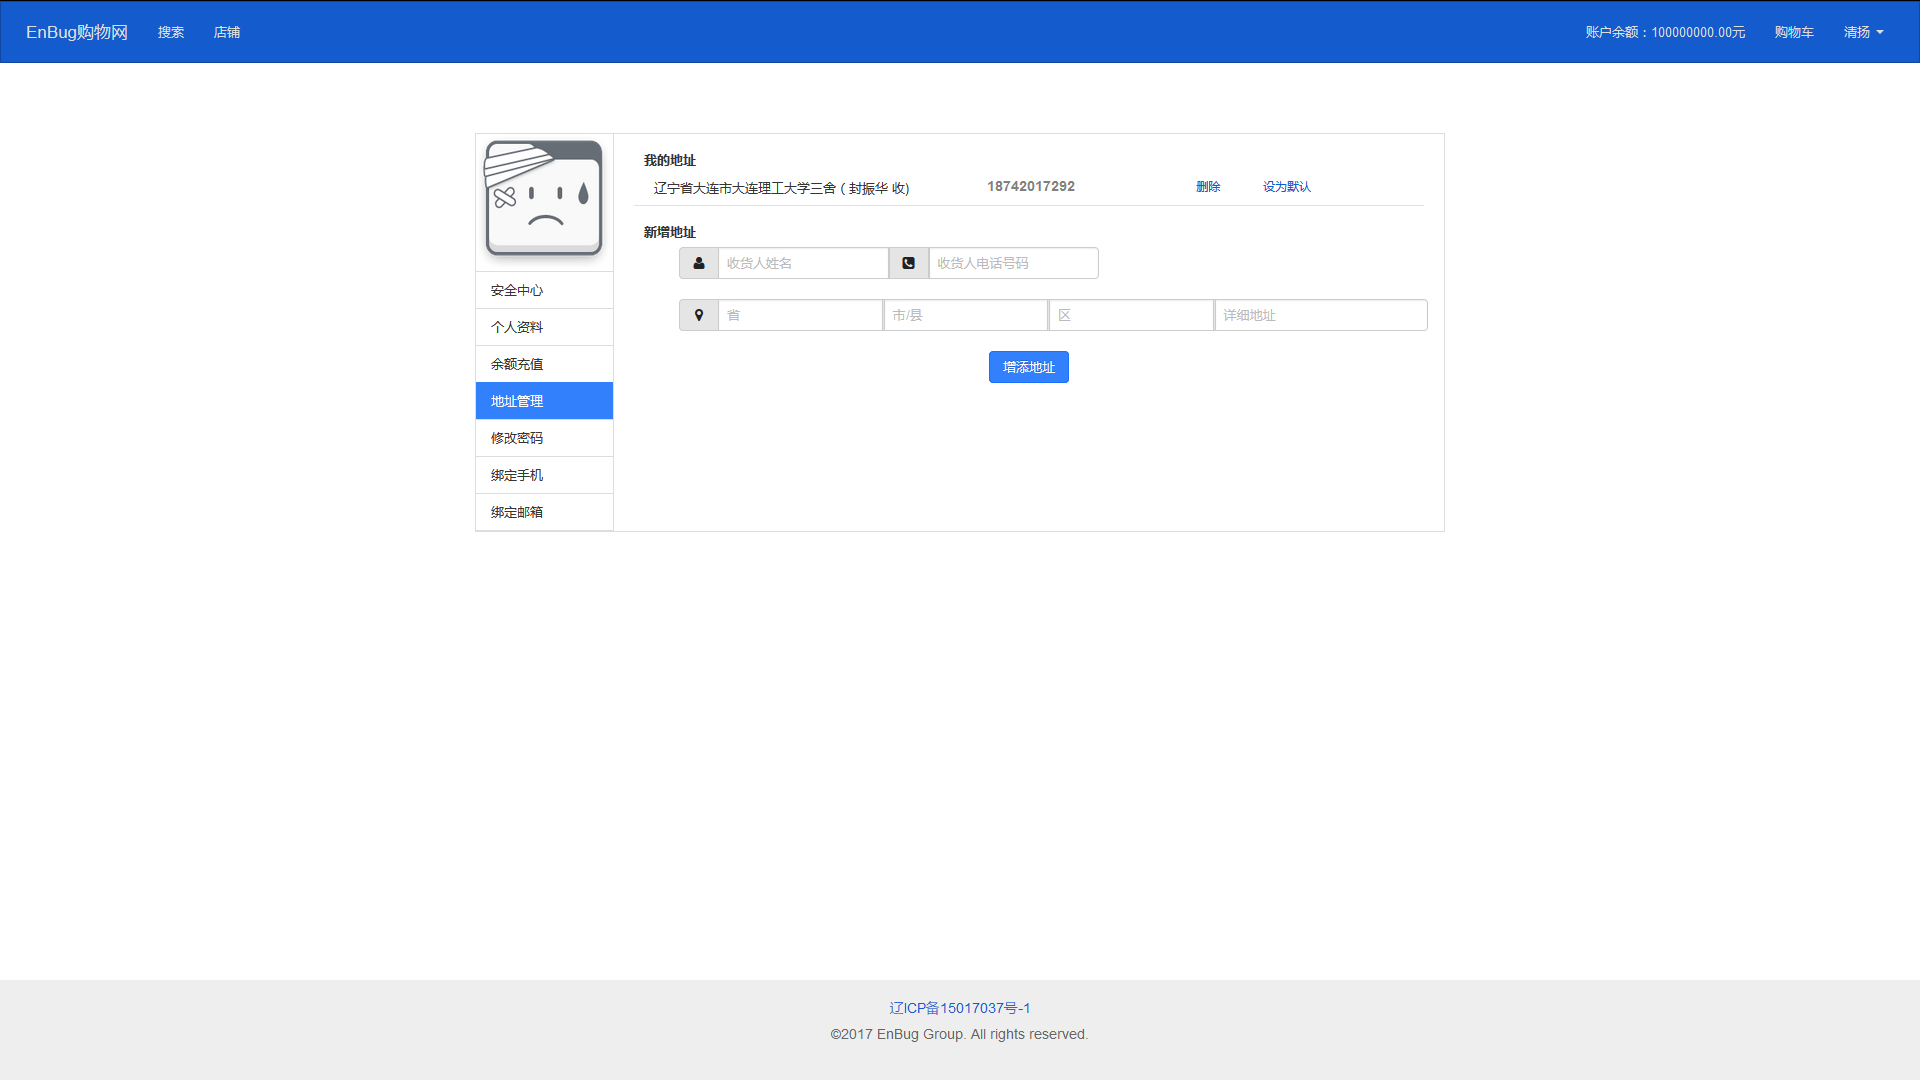 EnBug购物网 搜索 店铺 账户余额：100000000.00元 购物车 清扬
我的地址
辽宁省大连市大连理工大学三舍（封振华 收) 18742017292 删除 设为默认
新增地址
收货人姓名 收货人电话号码
省 市/县 区 详细地址
增添地址
安全中心
个人资料
余额充值
地址管理
修改密码
绑定手机
绑定邮箱
辽ICP备15017037号-1
©2017 EnBug Group. All rights reserved.